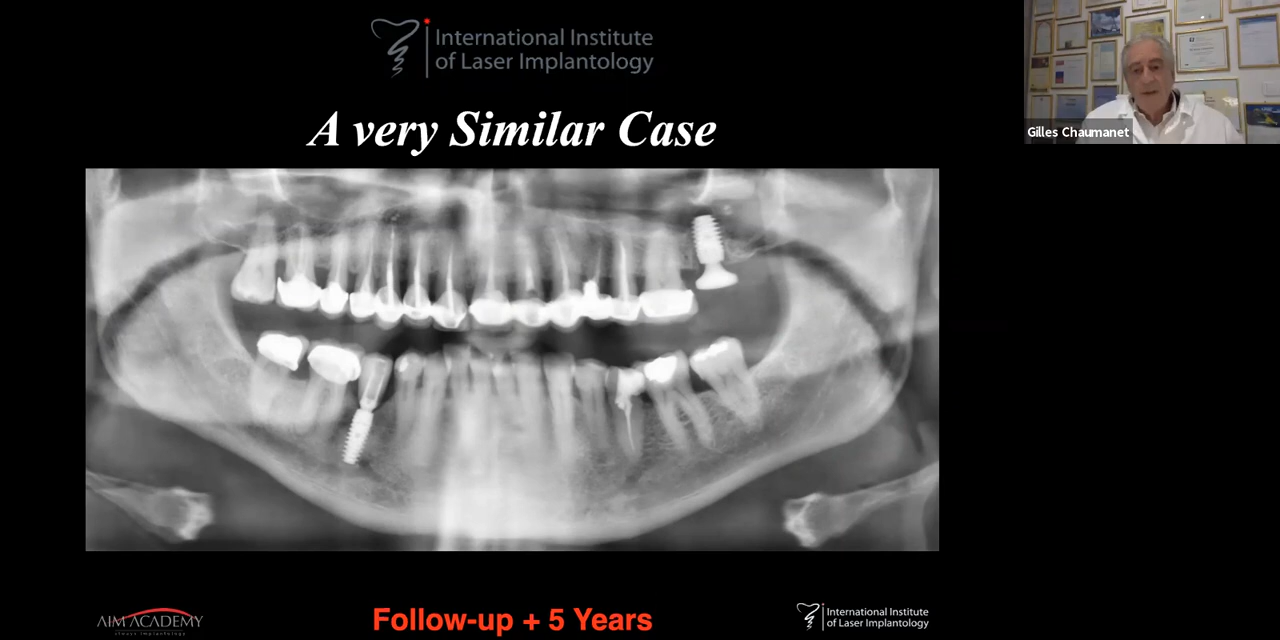 International Institute
of Laser Implantology
A very Similar Case
Gilles Chaumanet
AIM ACADEMY
Follow-up + 5 Years
International Institute
of Laser Implantology